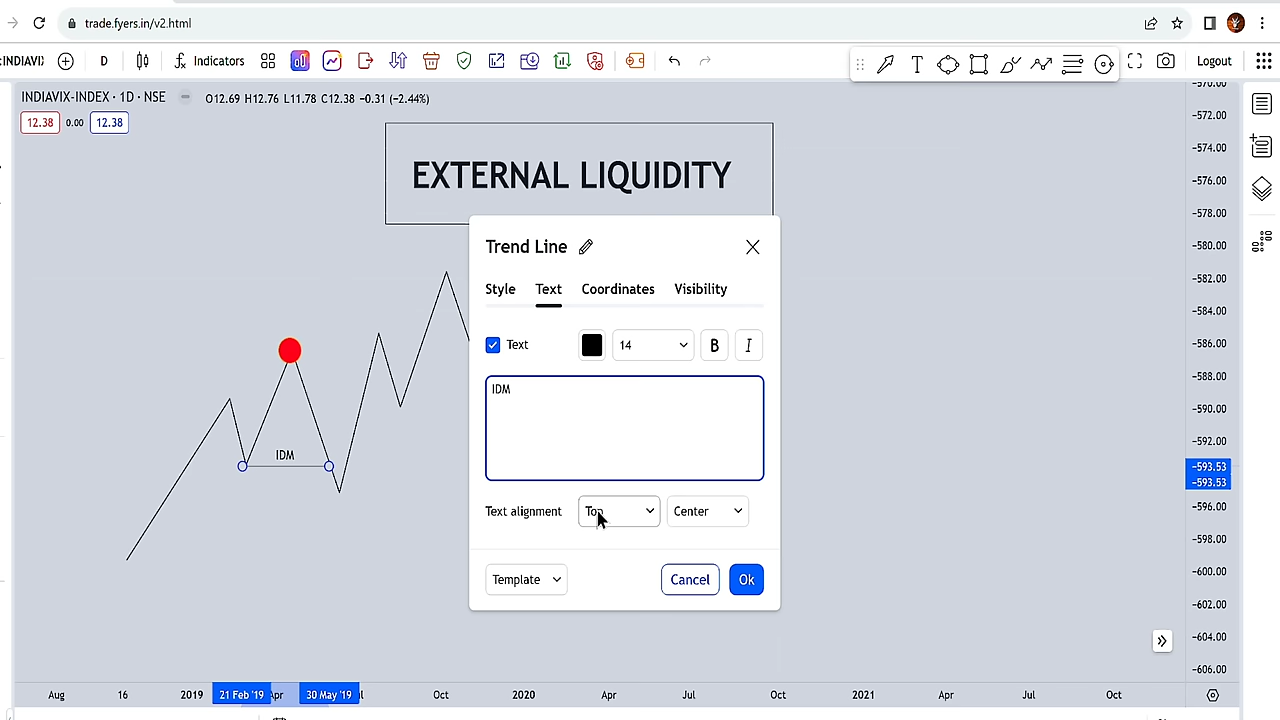 trade.fyers.in/v2.html
:INDIAVI
D
Indicators
Logout
INDIAVIX-INDEX · 1D · NSE
O12.69 H12.76 L11.78 C12.38 −0.31 (−2.44%)
12.38 0.00 12.38
EXTERNAL LIQUIDITY
Trend Line
Style Text Coordinates Visibility
Text 14 B I
IDM
IDM
Text alignment Top Center
Template Cancel Ok
−570.00
−572.00
−574.00
−576.00
−578.00
−580.00
−582.00
−584.00
−586.00
−588.00
−590.00
−592.00
−593.53
−593.53
−596.00
−598.00
−600.00
−602.00
−604.00
−606.00
Aug 16 2019 21 Feb '19 Apr 30 May '19 Oct 2020 Apr Jul Oct 2021 Apr Jul Oct